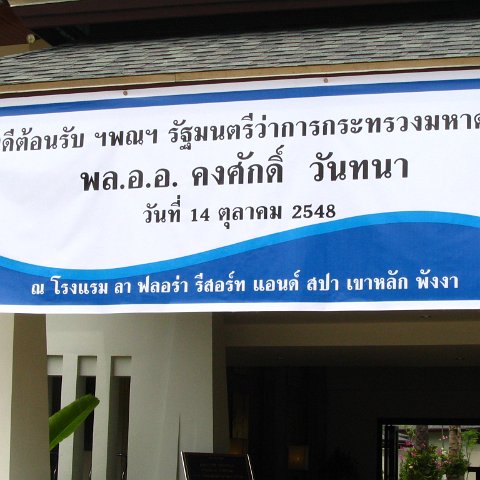 ดีต้อนรับ ฯพณฯ รัฐมนตรีว่าการกระทรวงมหาด
พล.อ.อ. คงศักดิ์ วันทนา
วันที่ 14 ตุลาคม 2548
ณ โรงแรม ลา ฟลอร่า รีสอร์ท แอนด์ สปา เขาหลัก พังงา